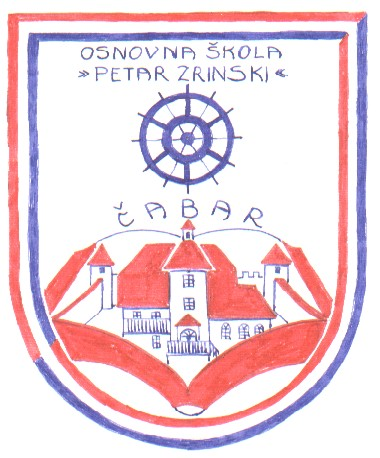 OSNOVNA ŠKOLA
»PETAR ZRINSKI«
ČABAR